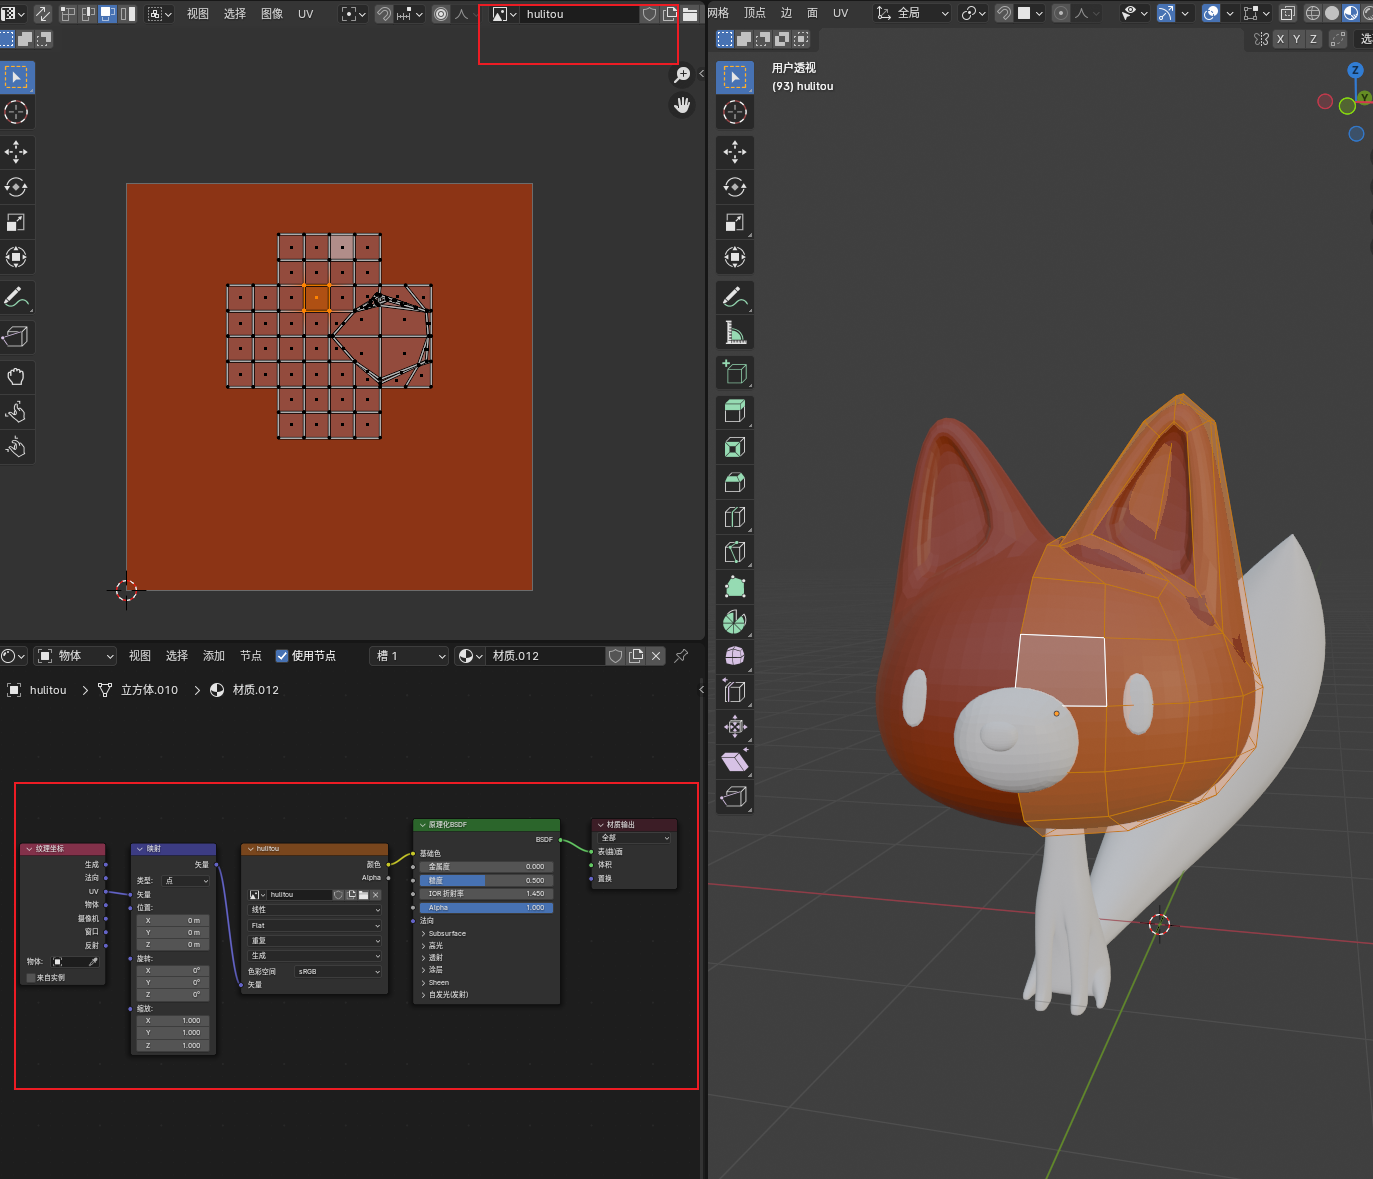 视图 选择 图像 UV
hulitou
网格 顶点 边 面 UV
全局
X Y Z 选
用户透视
(93) hulitou
Z
Y
物体 视图 选择 添加 节点 使用节点 槽 1 材质.012
hulitou > 立方体.010 > 材质.012
纹理坐标
生成
法向
UV
物体
摄像机
窗口
反射
物体:
来自实例
映射
矢量
类型: 点
矢量
位置:
X 0 m
Y 0 m
Z 0 m
旋转:
X 0°
Y 0°
Z 0°
缩放:
X 1.000
Y 1.000
Z 1.000
hulitou
颜色
Alpha
hulitou
线性
Flat
重复
生成
色彩空间 sRGB
矢量
原理化BSDF
BSDF
基础色
金属度 0.000
糙度 0.500
IOR 折射率 1.450
Alpha 1.000
法向
Subsurface
高光
透射
涂层
Sheen
自发光(发射)
材质输出
全部
表(曲)面
体积
置换